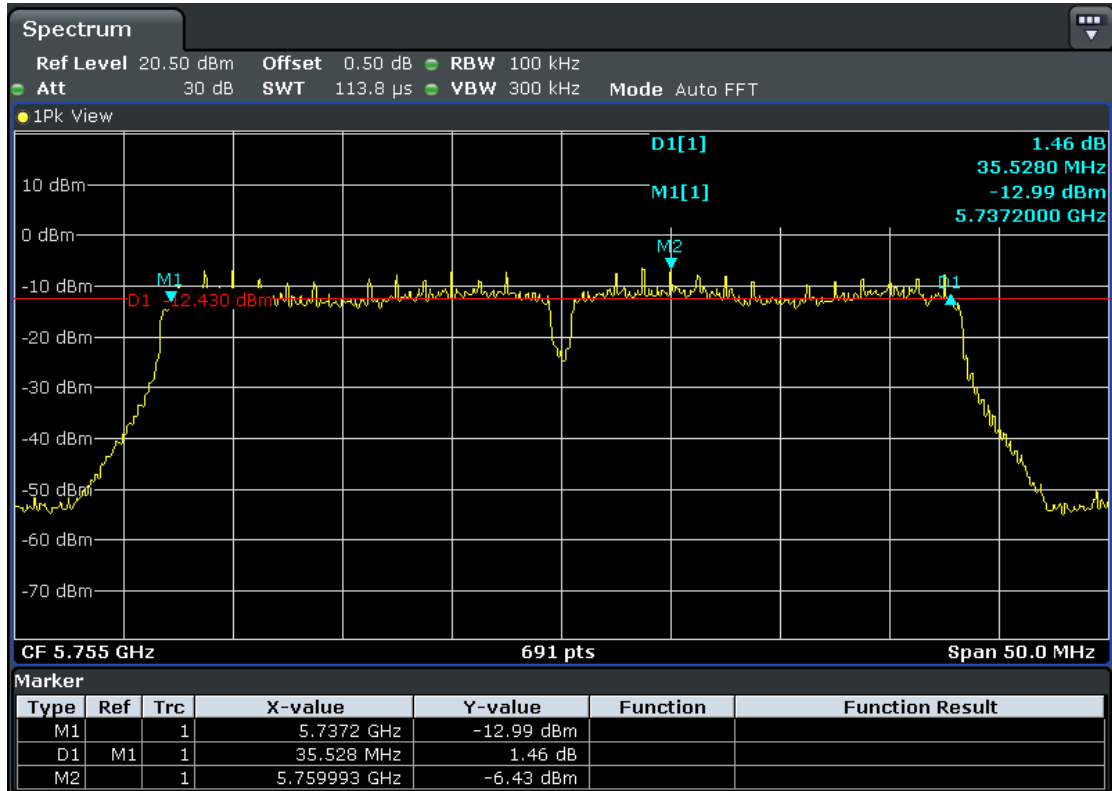 Spectrum
Ref Level 20.50 dBm Offset 0.50 dB RBW 100 kHz
Att 30 dB SWT 113.8 µs VBW 300 kHz Mode Auto FFT
1Pk View
D1[1] 1.46 dB
35.5280 MHz
10 dBm
M1[1] -12.99 dBm
5.7372000 GHz
0 dBm
M2
M1
D1
-10 dBm
D1 -12.430 dBm
-20 dBm
-30 dBm
-40 dBm
-50 dBm
-60 dBm
-70 dBm
CF 5.755 GHz 691 pts Span 50.0 MHz
Marker
Type Ref Trc X-value Y-value Function Function Result
M1 1 5.7372 GHz -12.99 dBm
D1 M1 1 35.528 MHz 1.46 dB
M2 1 5.759993 GHz -6.43 dBm